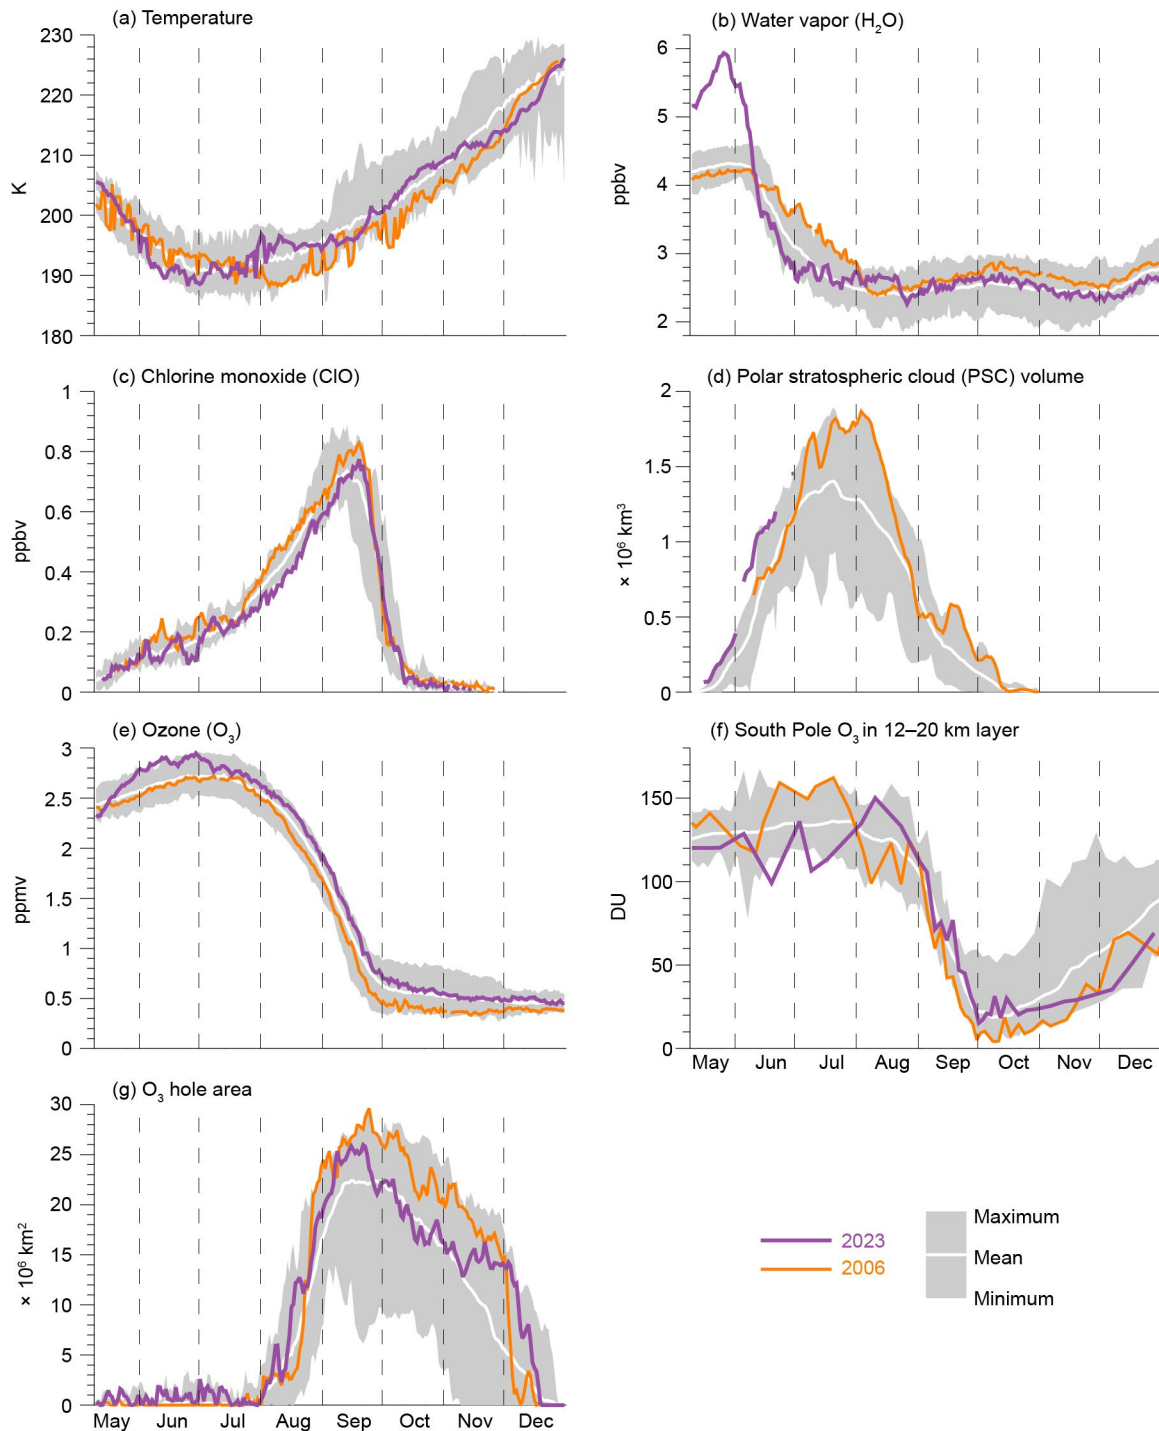 (a) Temperature
230
220
210
200
190
180
K
(b) Water vapor (H₂O)
6
5
4
3
2
ppbv
(c) Chlorine monoxide (ClO)
1
0.8
0.6
0.4
0.2
0
ppbv
(d) Polar stratospheric cloud (PSC) volume
2
1.5
1
0.5
0
× 10⁶ km³
(e) Ozone (O₃)
3
2.5
2
1.5
1
0.5
0
ppmv
(f) South Pole O₃ in 12–20 km layer
150
100
50
0
DU
May Jun Jul Aug Sep Oct Nov Dec
(g) O₃ hole area
30
25
20
15
10
5
0
× 10⁶ km²
May Jun Jul Aug Sep Oct Nov Dec
2023
2006
Maximum
Mean
Minimum